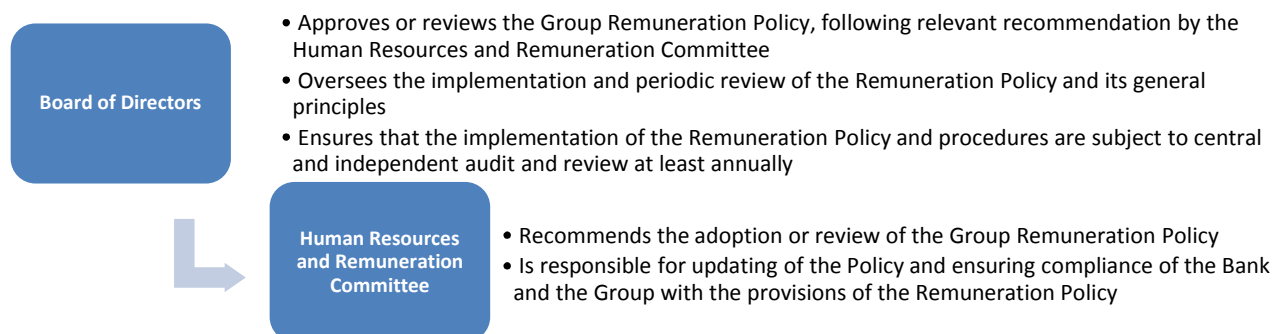 Board of Directors
• Approves or reviews the Group Remuneration Policy, following relevant recommendation by the
Human Resources and Remuneration Committee
• Oversees the implementation and periodic review of the Remuneration Policy and its general
principles
• Ensures that the implementation of the Remuneration Policy and procedures are subject to central
and independent audit and review at least annually
Human Resources
and Remuneration
Committee
• Recommends the adoption or review of the Group Remuneration Policy
• Is responsible for updating of the Policy and ensuring compliance of the Bank
and the Group with the provisions of the Remuneration Policy